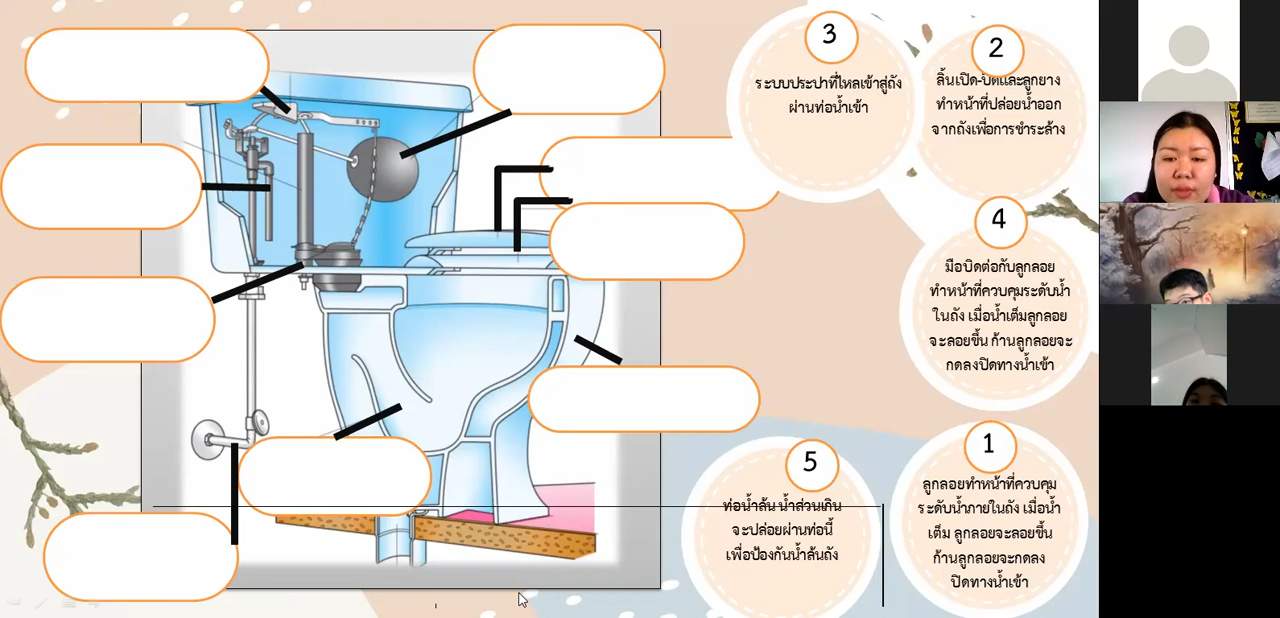 3
ระบบประปาที่ไหลเข้าสู่ถัง
ผ่านท่อน้ำเข้า
2
ลิ้นเปิด-ปิดและลูกยาง
ทำหน้าที่ปล่อยน้ำออก
จากถังเพื่อการชำระล้าง
4
มือบิดต่อกับลูกลอย
ทำหน้าที่ควบคุมระดับน้ำ
ในถัง เมื่อน้ำเต็มลูกลอย
จะลอยขึ้น ก้านลูกลอยจะ
กดลงปิดทางน้ำเข้า
1
ลูกลอยทำหน้าที่ควบคุม
ระดับน้ำภายในถัง เมื่อน้ำ
เต็ม ลูกลอยจะลอยขึ้น
ก้านลูกลอยจะกดลง
ปิดทางน้ำเข้า
5
ท่อน้ำล้น น้ำส่วนเกิน
จะปล่อยผ่านท่อนี้
เพื่อป้องกันน้ำล้นถัง